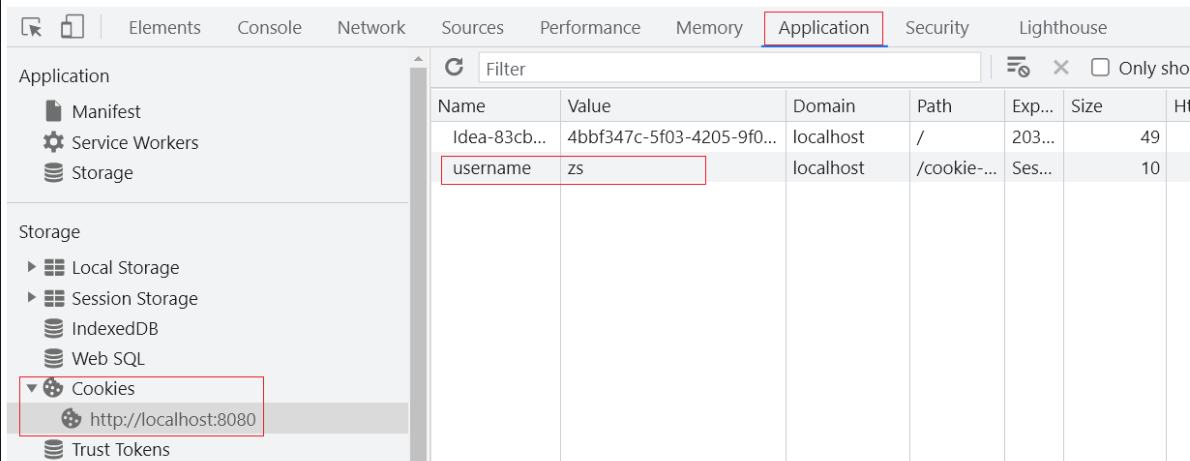 Elements Console Network Sources Performance Memory Application Security Lighthouse
Application
Manifest
Service Workers
Storage
Storage
Local Storage
Session Storage
IndexedDB
Web SQL
Cookies
http://localhost:8080
Trust Tokens
Filter Only sho
Name Value Domain Path Exp... Size Ht
Idea-83cb... 4bbf347c-5f03-4205-9f0... localhost / 203... 49
username zs localhost /cookie-... Ses... 10